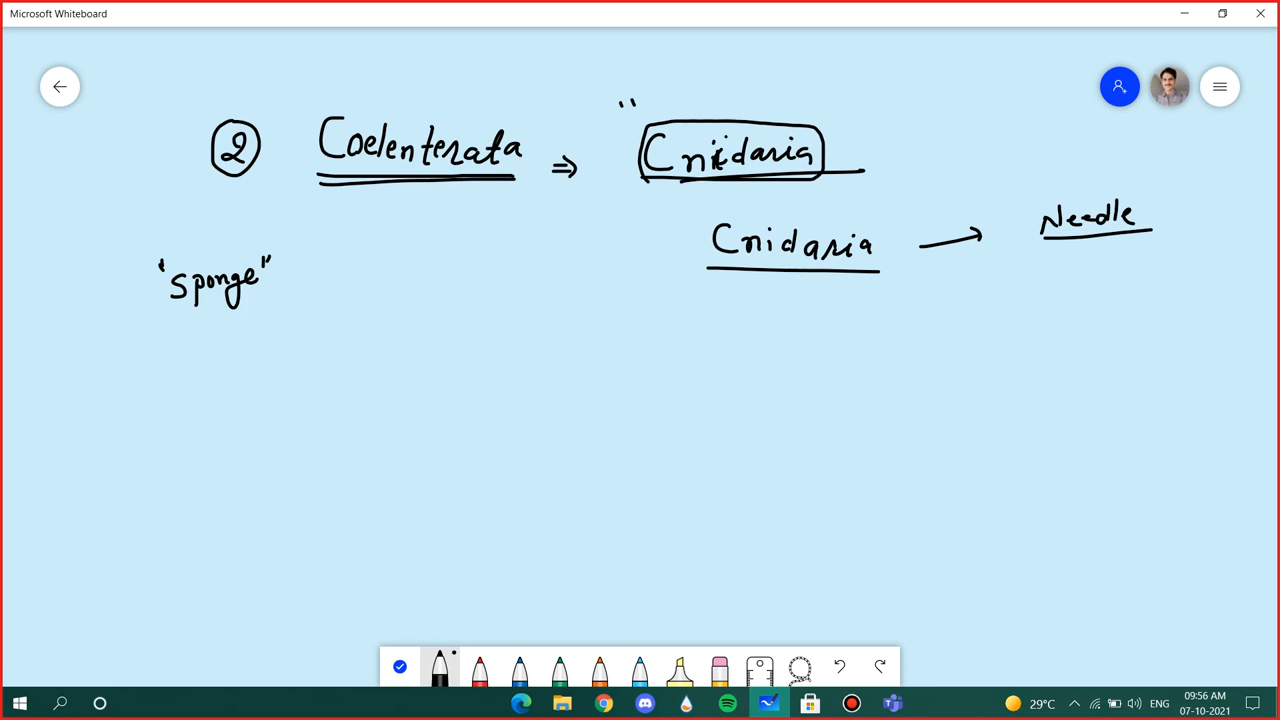 Microsoft Whiteboard
② Coelenterata ⇒ "Cnidaria
Cnidaria → Needle
"Sponge"
29°C
ENG
09:56 AM
07-10-2021